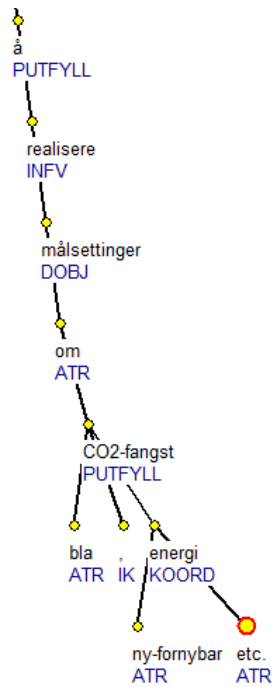 å
PUTFYLL
realisere
INFV
målsettinger
DOBJ
om
ATR
CO2-fangst
PUTFYLL
bla , energi
ATR IK KOORD
ny-fornybar etc.
ATR ATR